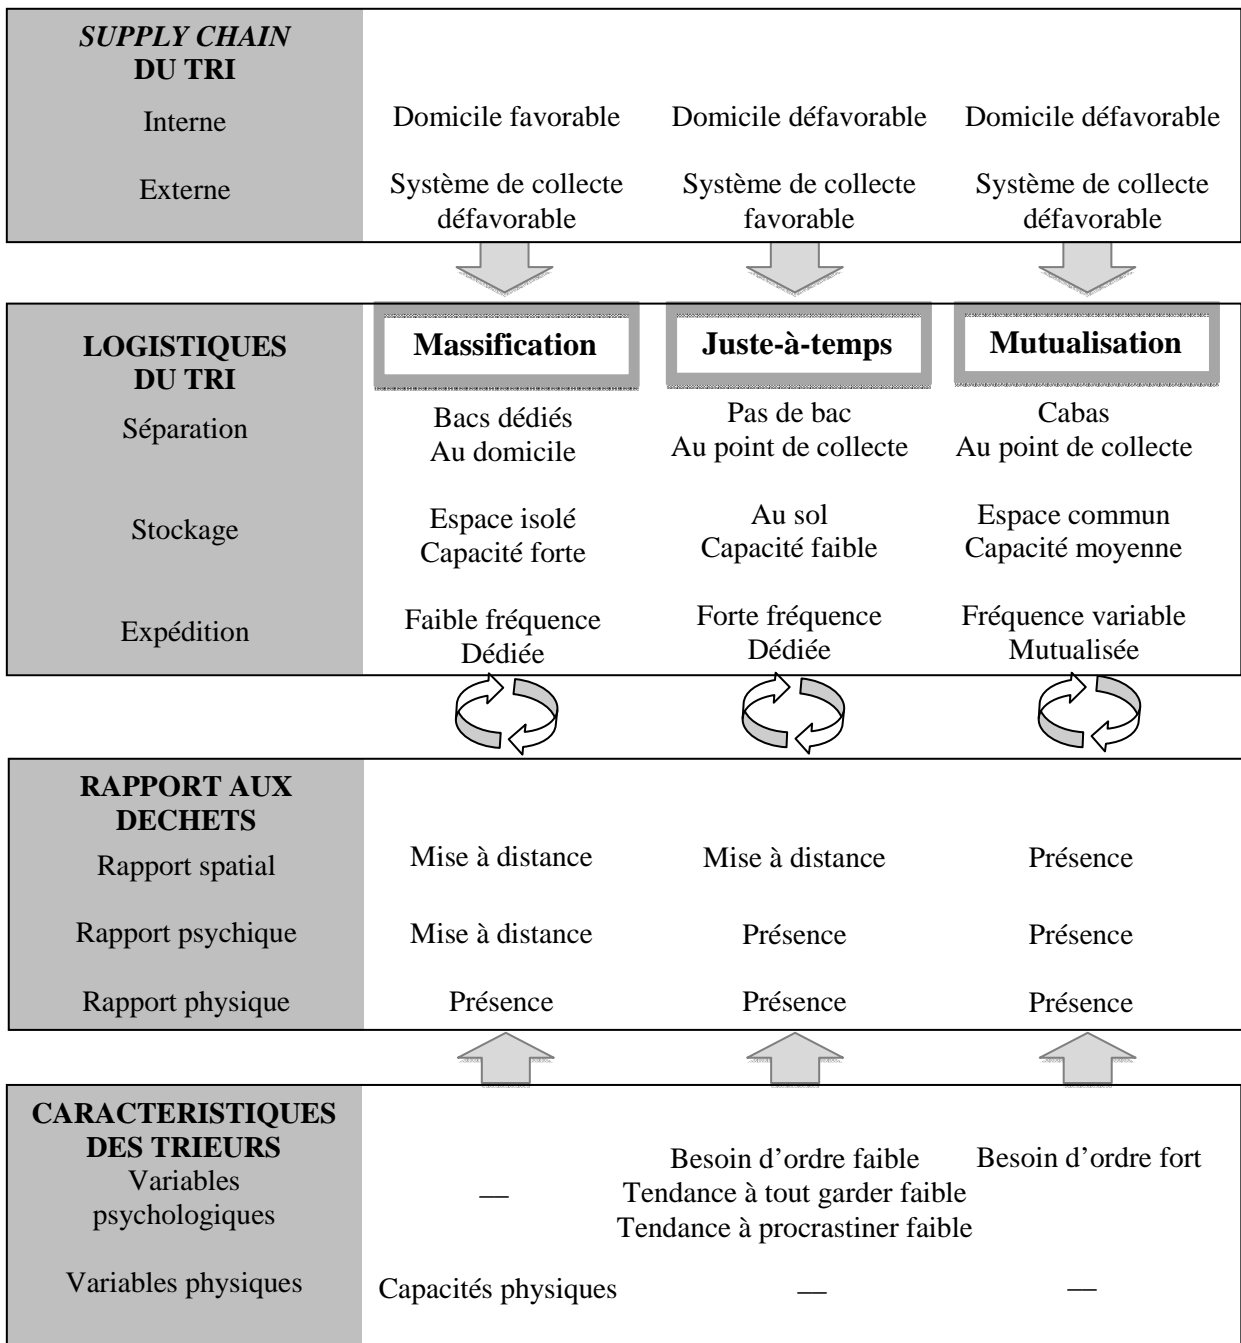 SUPPLY CHAIN
DU TRI
Interne
Domicile favorable
Domicile défavorable
Domicile défavorable
Externe
Système de collecte
défavorable
Système de collecte
favorable
Système de collecte
défavorable
LOGISTIQUES
DU TRI
Massification
Juste-à-temps
Mutualisation
Séparation
Bacs dédiés
Au domicile
Pas de bac
Au point de collecte
Cabas
Au point de collecte
Stockage
Espace isolé
Capacité forte
Au sol
Capacité faible
Espace commun
Capacité moyenne
Expédition
Faible fréquence
Dédiée
Forte fréquence
Dédiée
Fréquence variable
Mutualisée
RAPPORT AUX
DECHETS
Rapport spatial
Mise à distance
Mise à distance
Présence
Rapport psychique
Mise à distance
Présence
Présence
Rapport physique
Présence
Présence
Présence
CARACTERISTIQUES
DES TRIEURS
Variables
psychologiques
—
Besoin d’ordre faible
Tendance à tout garder faible
Tendance à procrastiner faible
Besoin d’ordre fort
Variables physiques
Capacités physiques
—
—